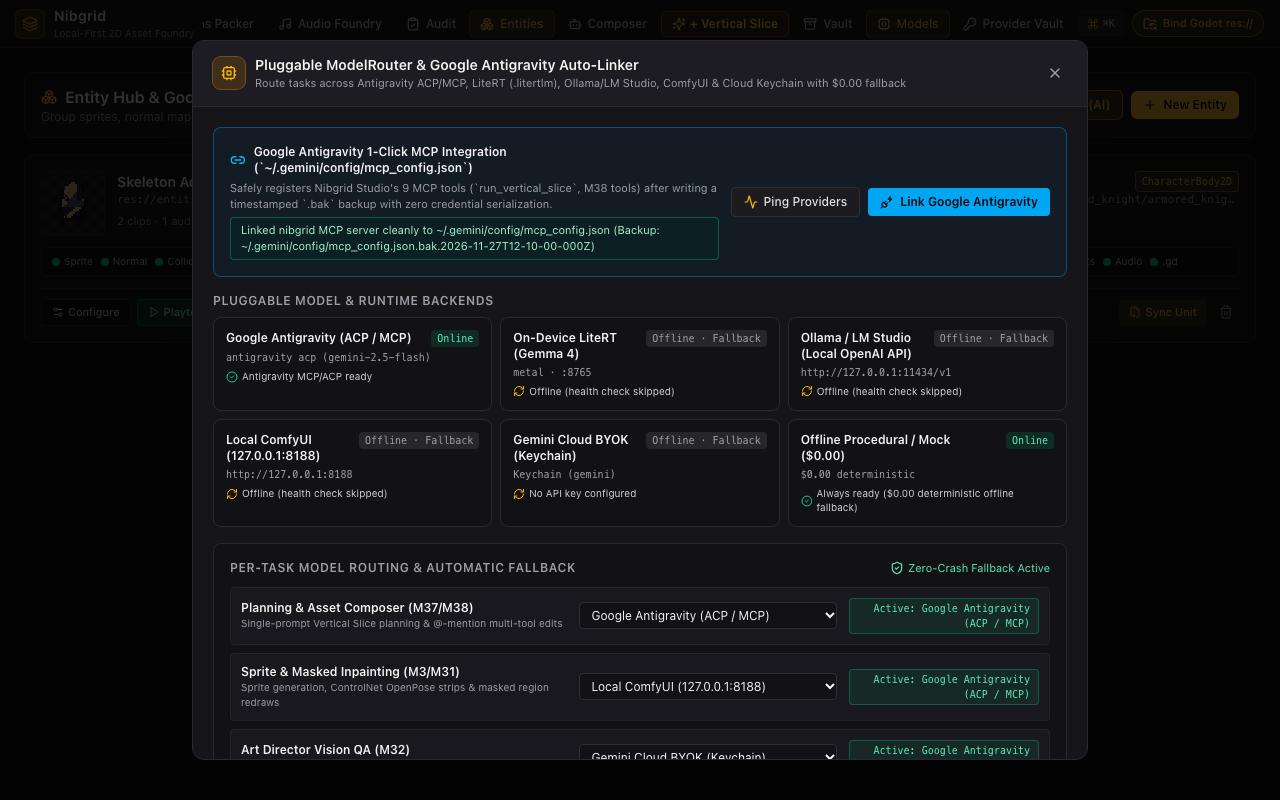 Nibgrid
Local-First 2D Asset Foundry
Packer
Audio Foundry
Audit
Entities
Composer
+ Vertical Slice
Vault
Models
Provider Vault
⌘K
Bind Godot res://
Pluggable ModelRouter & Google Antigravity Auto-Linker
Route tasks across Antigravity ACP/MCP, LiteRT (.litertlm), Ollama/LM Studio, ComfyUI & Cloud Keychain with $0.00 fallback
Entity Hub &
Group sprites, normal
(AI)
New Entity
Google Antigravity 1-Click MCP Integration
(`~/.gemini/config/mcp_config.json`)
Safely registers Nibgrid Studio's 9 MCP tools (`run_vertical_slice`, M38 tools) after writing a
timestamped `.bak` backup with zero credential serialization.
Linked nibgrid MCP server cleanly to ~/.gemini/config/mcp_config.json (Backup:
~/.gemini/config/mcp_config.json.bak.2026-11-27T12-10-00-000Z)
Ping Providers
Link Google Antigravity
Skeleton
2 clips · 1
Sprite
Normal
Configure
CharacterBody2D
Audio
.gd
Sync Unit
PLUGGABLE MODEL & RUNTIME BACKENDS
Google Antigravity (ACP / MCP)
Online
antigravity acp (gemini-2.5-flash)
Antigravity MCP/ACP ready
On-Device LiteRT
(Gemma 4)
Offline · Fallback
metal · :8765
Offline (health check skipped)
Ollama / LM Studio
(Local OpenAI API)
Offline · Fallback
http://127.0.0.1:11434/v1
Offline (health check skipped)
Local ComfyUI
(127.0.0.1:8188)
Offline · Fallback
http://127.0.0.1:8188
Offline (health check skipped)
Gemini Cloud BYOK
(Keychain)
Offline · Fallback
Keychain (gemini)
No API key configured
Offline Procedural / Mock
($0.00)
Online
$0.00 deterministic
Always ready ($0.00 deterministic offline
fallback)
PER-TASK MODEL ROUTING & AUTOMATIC FALLBACK
Zero-Crash Fallback Active
Planning & Asset Composer (M37/M38)
Single-prompt Vertical Slice planning & @-mention multi-tool edits
Google Antigravity (ACP / MCP)
Active: Google Antigravity
(ACP / MCP)
Sprite & Masked Inpainting (M3/M31)
Sprite generation, ControlNet OpenPose strips & masked region
redraws
Local ComfyUI (127.0.0.1:8188)
Active: Google Antigravity
(ACP / MCP)
Art Director Vision QA (M32)
Gemini Cloud BYOK (Keychain)
Active: Google Antigravity